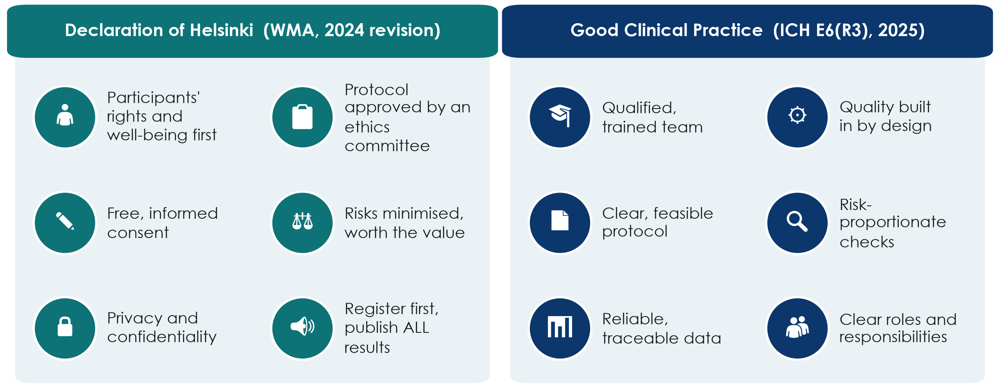 Declaration of Helsinki (WMA, 2024 revision)
Participants'
rights and
well-being first
Protocol
approved by an
ethics
committee
Free, informed
consent
Risks minimised,
worth the value
Privacy and
confidentiality
Register first,
publish ALL
results
Good Clinical Practice (ICH E6(R3), 2025)
Qualified,
trained team
Quality built
in by design
Clear, feasible
protocol
Risk-
proportionate
checks
Reliable,
traceable data
Clear roles and
responsibilities